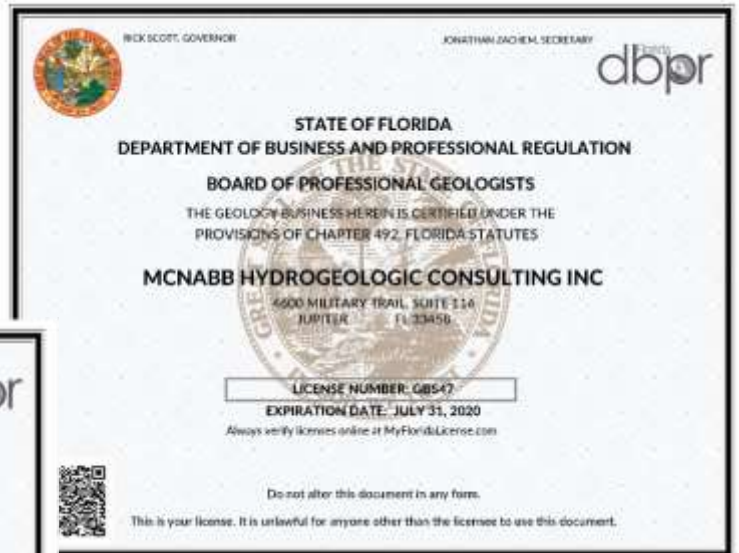 RICK SCOTT, GOVERNOR
JONATHAN ZACHEM, SECRETARY
Florida
dbpr
STATE OF FLORIDA
DEPARTMENT OF BUSINESS AND PROFESSIONAL REGULATION
BOARD OF PROFESSIONAL GEOLOGISTS
THE GEOLOGY BUSINESS HEREIN IS CERTIFIED UNDER THE
PROVISIONS OF CHAPTER 492, FLORIDA STATUTES
MCNABB HYDROGEOLOGIC CONSULTING INC
4600 MILITARY TRAIL, SUITE 116
JUPITER FL 33458
LICENSE NUMBER: GB547
EXPIRATION DATE: JULY 31, 2020
Always verify licenses online at MyFloridaLicense.com
Do not alter this document in any form.
This is your license. It is unlawful for anyone other than the licensee to use this document.